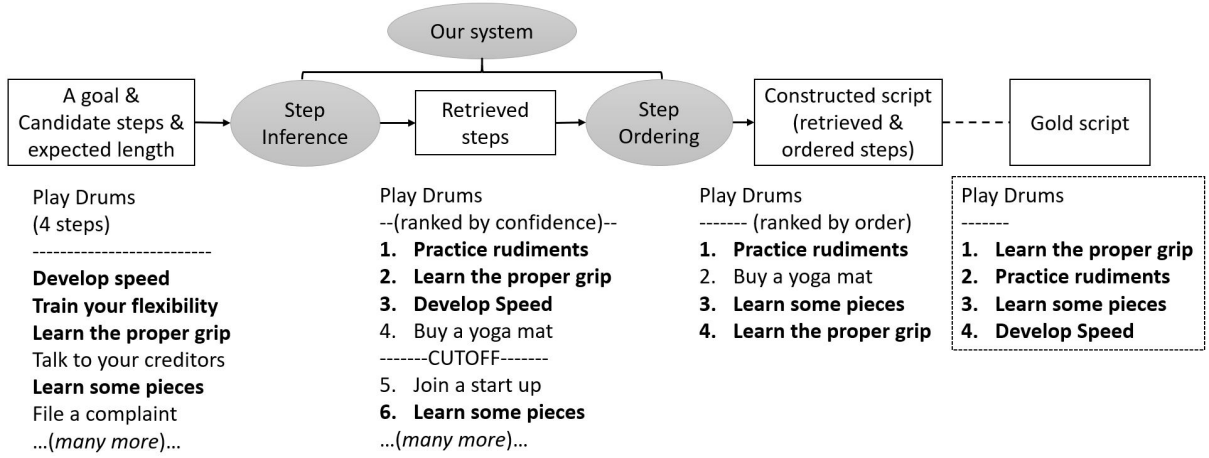 Our system
A goal &
Candidate steps &
expected length
Step
Inference
Retrieved
steps
Step
Ordering
Constructed script
(retrieved &
ordered steps)
Gold script
Play Drums
(4 steps)
-------------------------
Develop speed
Train your flexibility
Learn the proper grip
Talk to your creditors
Learn some pieces
File a complaint
…(many more)…
Play Drums
--(ranked by confidence)--
1. Practice rudiments
2. Learn the proper grip
3. Develop Speed
4. Buy a yoga mat
-------CUTOFF-------
5. Join a start up
6. Learn some pieces
…(many more)…
Play Drums
------- (ranked by order)
1. Practice rudiments
2. Buy a yoga mat
3. Learn some pieces
4. Learn the proper grip
Play Drums
-------
1. Learn the proper grip
2. Practice rudiments
3. Learn some pieces
4. Develop Speed